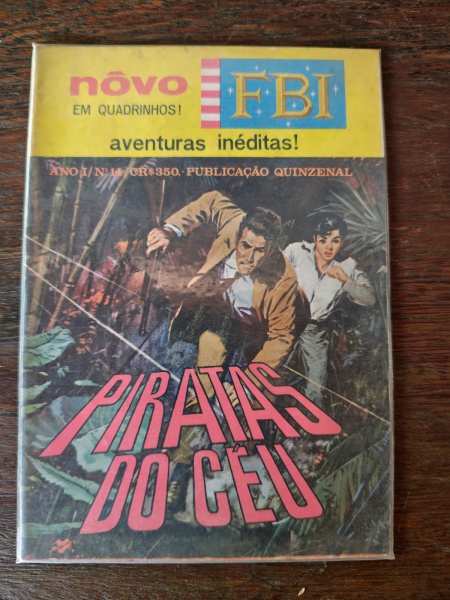 nôvo
EM QUADRINHOS!
FBI
aventuras inéditas!
ANO I/Nº 14/CR$350. PUBLICAÇÃO QUINZENAL
PIRATAS
DO CÉU